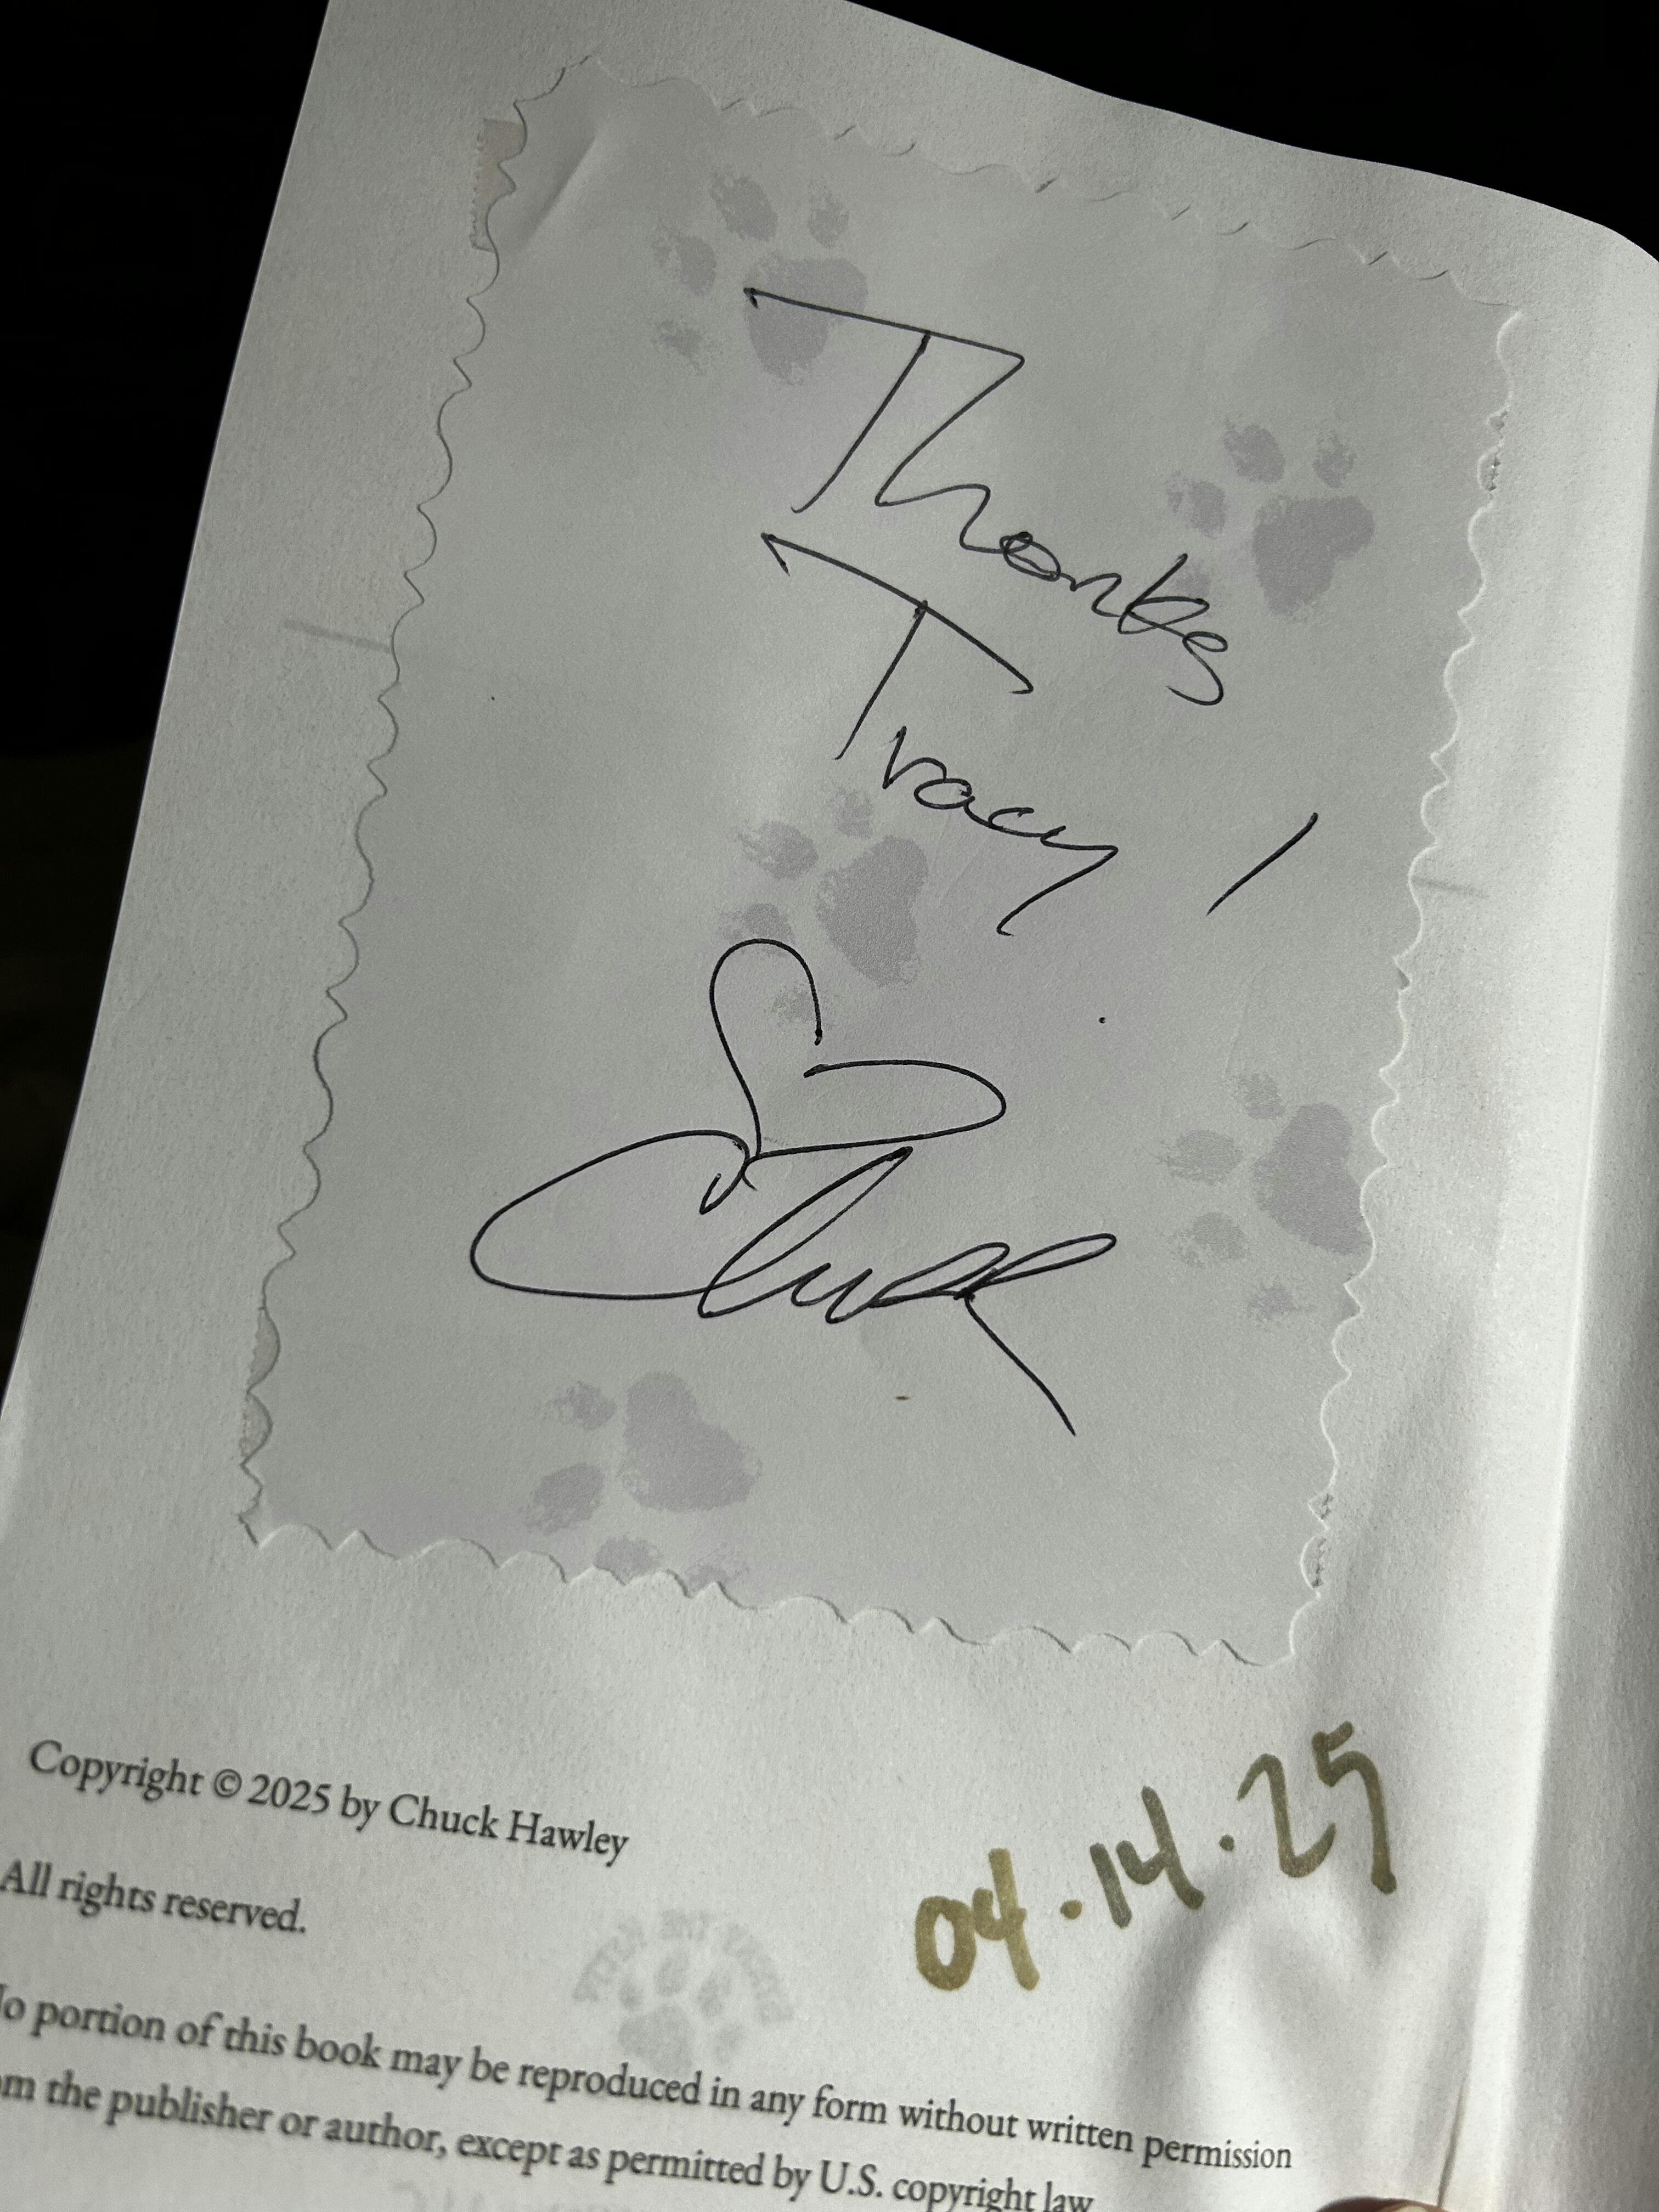 Thanks
Tracy!
Chuck
Copyright © 2025 by Chuck Hawley
04.14.25
All rights reserved.
No portion of this book may be reproduced in any form without written permission
the publisher or author, except as permitted by U.S. copyright law